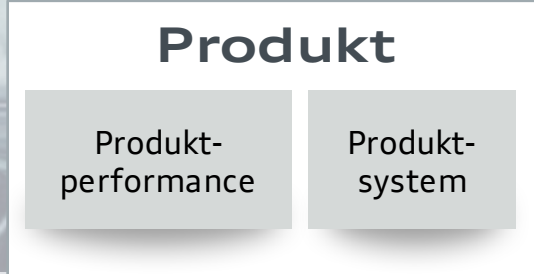 Produkt
Produkt-
performance
Produkt-
system